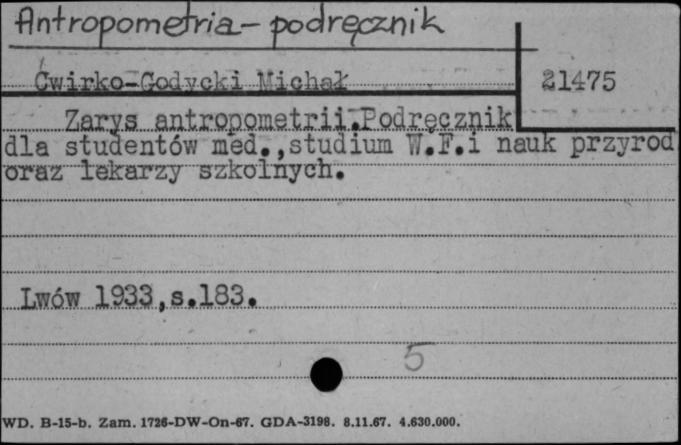 Antropometria - podręcznik
Ćwirko-Godycki Michał
21475
Zarys antropometrii.Podręcznik
dla studentów med.,studium W.F.i nauk przyrod
oraz lekarzy szkolnych.
Lwów 1933,s.183.
5
WD. B-15-b. Zam. 1726-DW-On-67. GDA-3198. 8.11.67. 4.630.000.